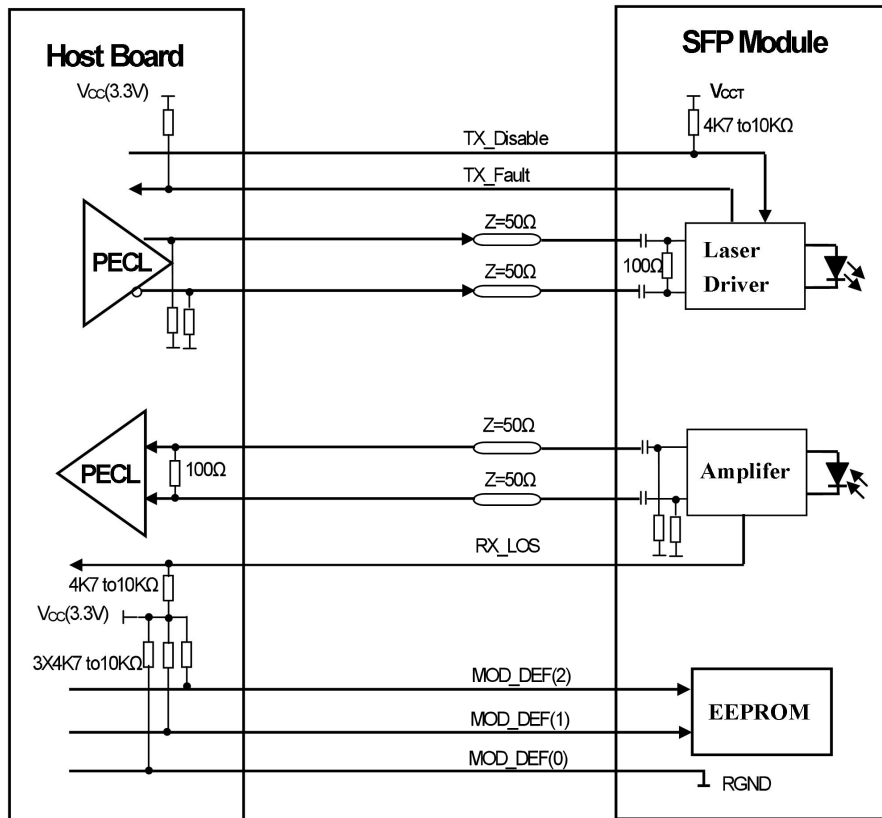 Host Board
SFP Module
VCC(3.3V)
VCCT
4K7 to10KΩ
TX_Disable
TX_Fault
Z=50Ω
PECL
100Ω
Laser
Driver
Z=50Ω
Z=50Ω
PECL
100Ω
Z=50Ω
Amplifer
RX_LOS
4K7 to10KΩ
VCC(3.3V)
3X4K7 to10KΩ
MOD_DEF(2)
EEPROM
MOD_DEF(1)
MOD_DEF(0)
RGND